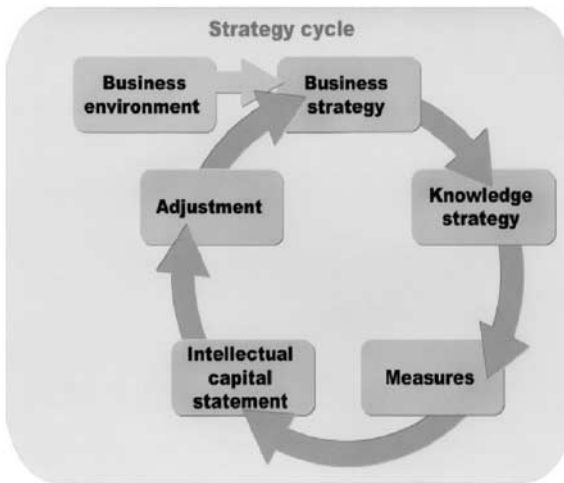 Strategy cycle
Business
environment
Business
strategy
Adjustment
Knowledge
strategy
Intellectual
capital
statement
Measures